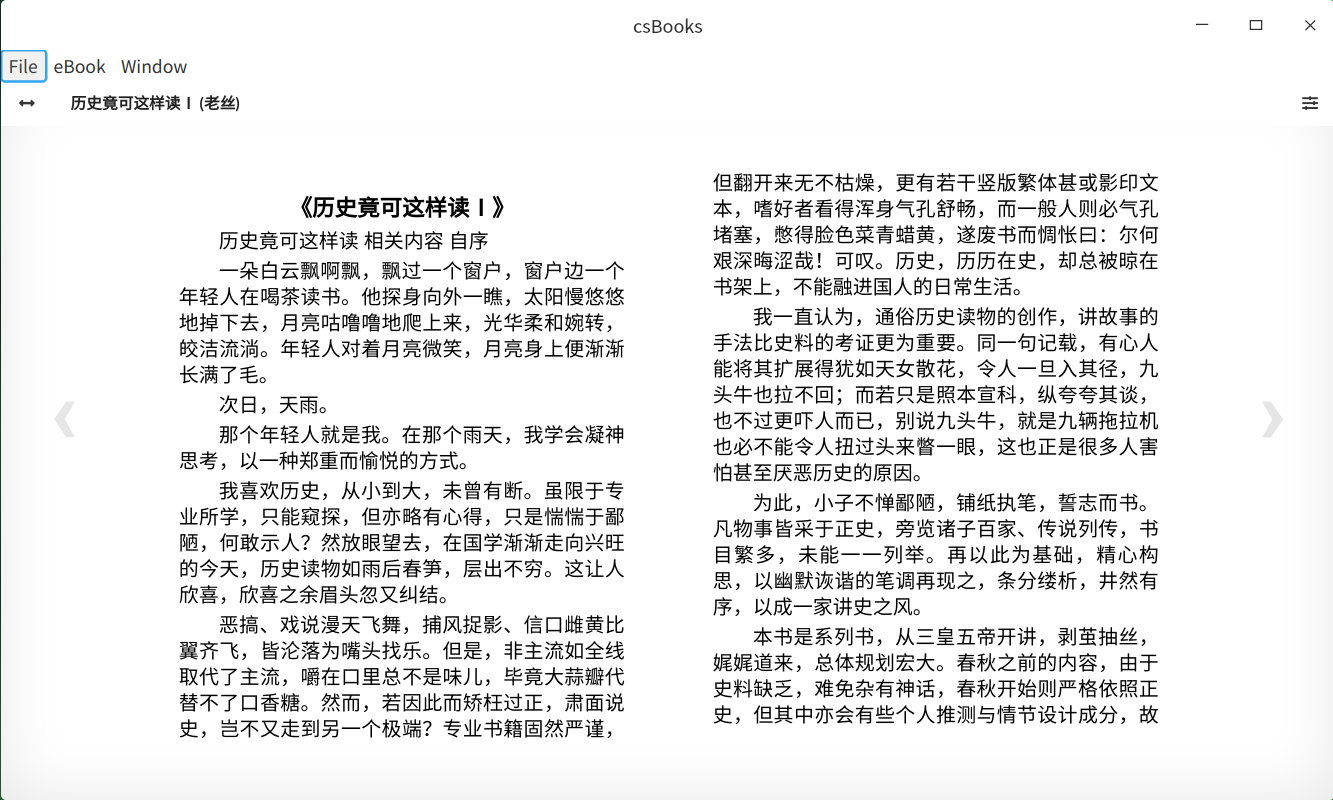 csBooks
File eBook Window
历史竟可这样读Ⅰ (老丝)
《历史竟可这样读Ⅰ》
历史竟可这样读 相关内容 自序
一朵白云飘啊飘，飘过一个窗户，窗户边一个
年轻人在喝茶读书。他探身向外一瞧，太阳慢悠悠
地掉下去，月亮咕噜噜地爬上来，光华柔和婉转，
皎洁流淌。年轻人对着月亮微笑，月亮身上便渐渐
长满了毛。
次日，天雨。
那个年轻人就是我。在那个雨天，我学会凝神
思考，以一种郑重而愉悦的方式。
我喜欢历史，从小到大，未曾有断。虽限于专
业所学，只能窥探，但亦略有心得，只是惴惴于鄙
陋，何敢示人？然放眼望去，在国学渐渐走向兴旺
的今天，历史读物如雨后春笋，层出不穷。这让人
欣喜，欣喜之余眉头忽又纠结。
恶搞、戏说漫天飞舞，捕风捉影、信口雌黄比
翼齐飞，皆沦落为嘴头找乐。但是，非主流如全线
取代了主流，嚼在口里总不是味儿，毕竟大蒜瓣代
替不了口香糖。然而，若因此而矫枉过正，肃面说
史，岂不又走到另一个极端？专业书籍固然严谨，
但翻开来无不枯燥，更有若干竖版繁体甚或影印文
本，嗜好者看得浑身气孔舒畅，而一般人则必气孔
堵塞，憋得脸色菜青蜡黄，遂废书而惆怅曰：尔何
艰深晦涩哉！可叹。历史，历历在史，却总被晾在
书架上，不能融进国人的日常生活。
我一直认为，通俗历史读物的创作，讲故事的
手法比史料的考证更为重要。同一句记载，有心人
能将其扩展得犹如天女散花，令人一旦入其径，九
头牛也拉不回；而若只是照本宣科，纵夸夸其谈，
也不过更吓人而已，别说九头牛，就是九辆拖拉机
也必不能令人扭过头来瞥一眼，这也正是很多人害
怕甚至厌恶历史的原因。
为此，小子不惮鄙陋，铺纸执笔，誓志而书。
凡物事皆采于正史，旁览诸子百家、传说列传，书
目繁多，未能一一列举。再以此为基础，精心构
思，以幽默诙谐的笔调再现之，条分缕析，井然有
序，以成一家讲史之风。
本书是系列书，从三皇五帝开讲，剥茧抽丝，
娓娓道来，总体规划宏大。春秋之前的内容，由于
史料缺乏，难免杂有神话，春秋开始则严格依照正
史，但其中亦会有些个人推测与情节设计成分，故